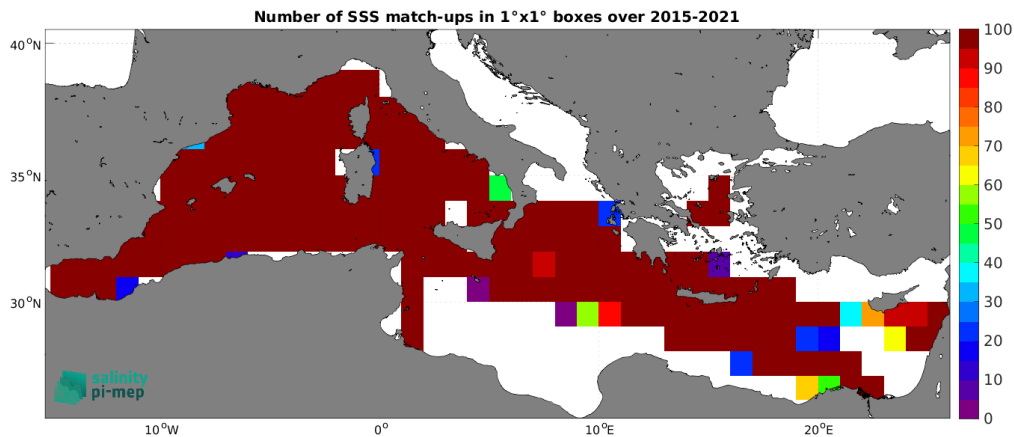 Number of SSS match-ups in 1°x1° boxes over 2015-2021
40°N
35°N
30°N
10°W
0°
10°E
20°E
100
90
80
70
60
50
40
30
20
10
0
salinity
pi-mep